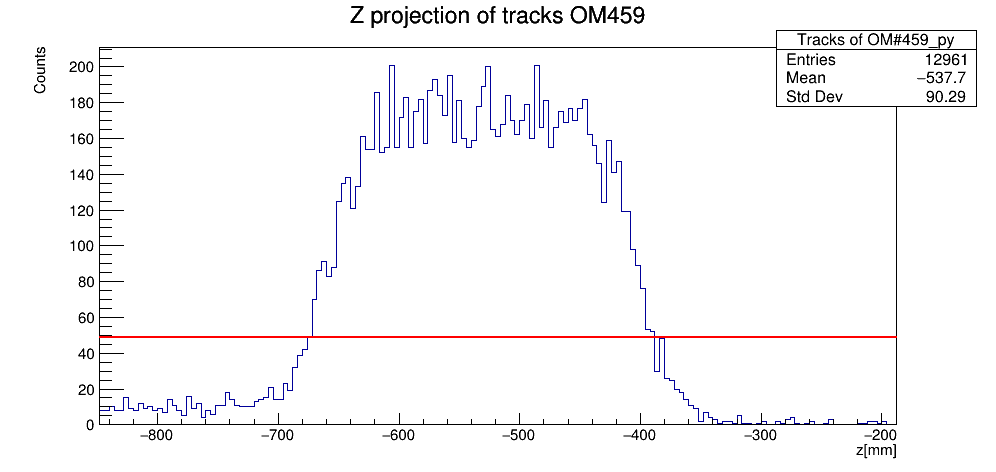 Z projection of tracks OM459
Tracks of OM#459_py
Entries 12961
Mean −537.7
Std Dev 90.29
Counts
200
180
160
140
120
100
80
60
40
20
0
−800 −700 −600 −500 −400 −300 −200
z[mm]